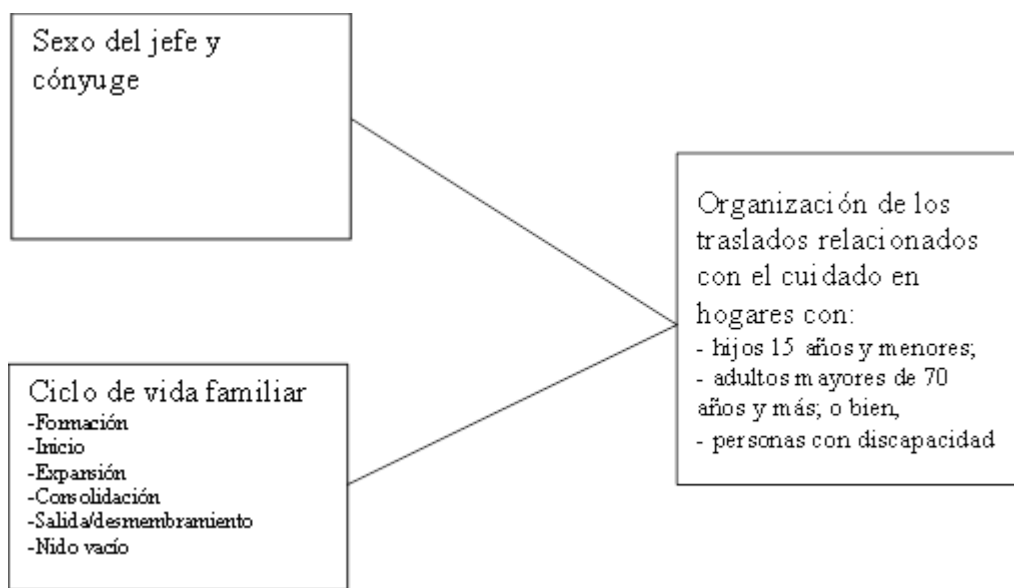 Sexo del jefe y
cónyuge
Organización de los
traslados relacionados
con el cuidado en
hogares con:
- hijos 15 años y menores;
- adultos mayores de 70
años y más; o bien,
- personas con discapacidad
Ciclo de vida familiar
-Formación
-Inicio
-Expansión
-Consolidación
-Salida/desmembramiento
-Nido vacío